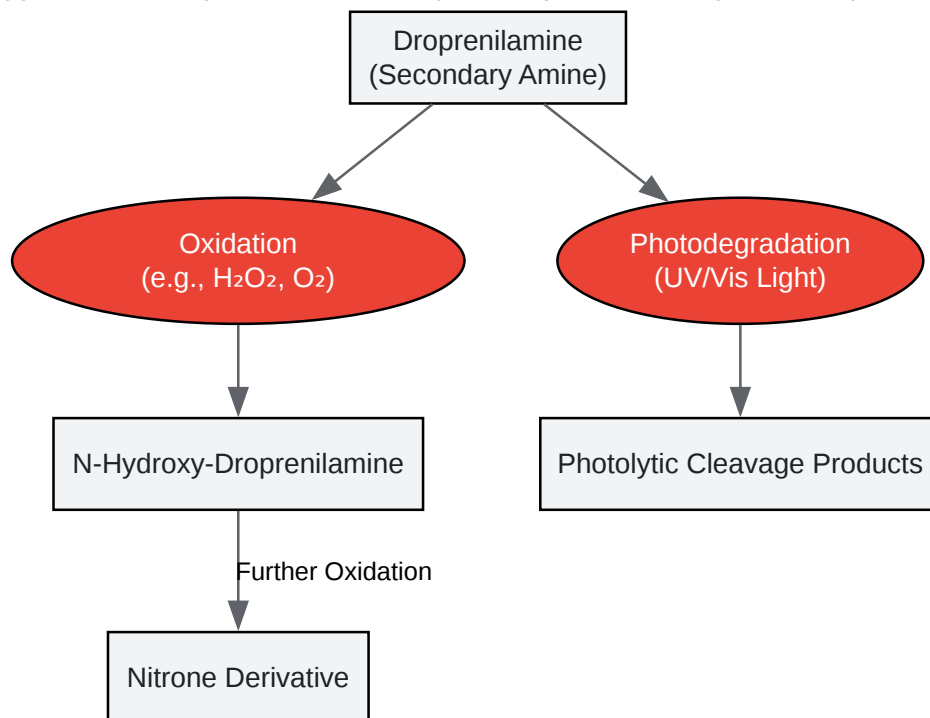 Droprenilamine
(Secondary Amine)
Oxidation
(e.g., H₂O₂, O₂)
Photodegradation
(UV/Vis Light)
N-Hydroxy-Droprenilamine
Photolytic Cleavage Products
Further Oxidation
Nitrone Derivative